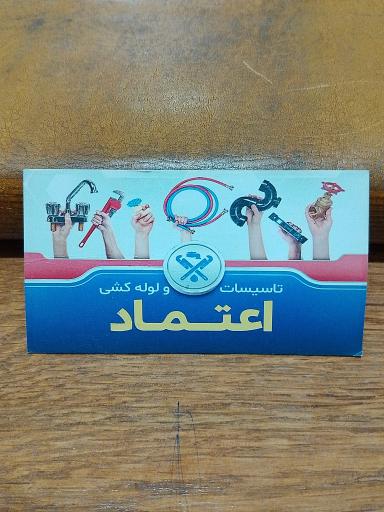 تاسیسات و لوله کشی
اعتماد